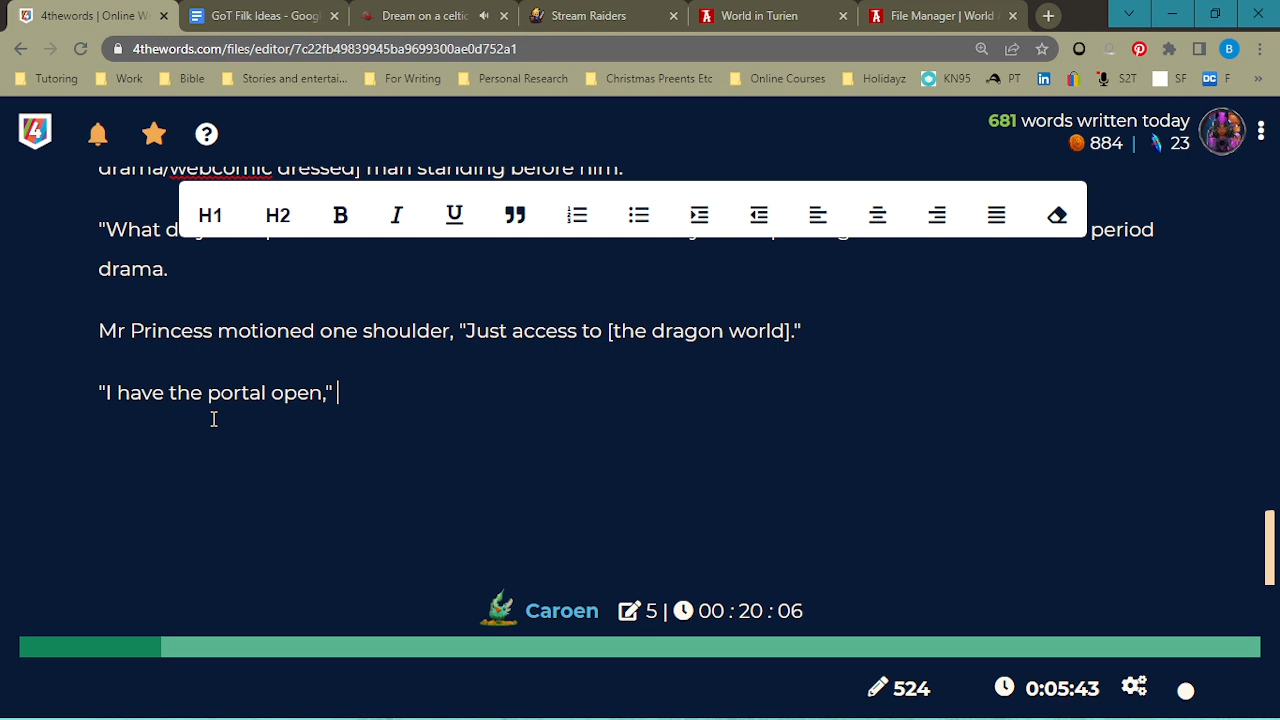 4thewords | Online W
GoT Filk Ideas - Goog
Dream on a celtic
Stream Raiders
World in Turien
File Manager | World
4thewords.com/files/editor/7c22fb49839945ba9699300ae0d752a1
B
Tutoring
Work
Bible
Stories and entertai...
For Writing
Personal Research
Christmas Preents Etc
Online Courses
Holidayz
KN95
PT
S2T
SF
DC
F
»
681 words written today
884 | 23
drama/webcomic dressed] man standing before him.
H1 H2 B I U
"What d period
drama.
Mr Princess motioned one shoulder, "Just access to [the dragon world]."
"I have the portal open,"
Caroen 5 | 00 : 20 : 06
524 0:05:43